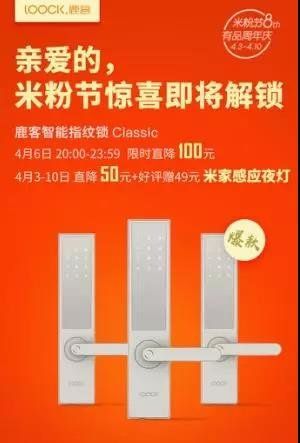 LOOCK.鹿客
米粉节8th
有品周年庆
4.3-4.10
亲爱的，
米粉节惊喜即将解锁
鹿客智能指纹锁 Classic
4月6日 20:00-23:59 限时直降 100元
4月3-10日 直降 50元+好评赠49元 米家感应夜灯
爆款
LOOCK
LOOCK
LOOCK